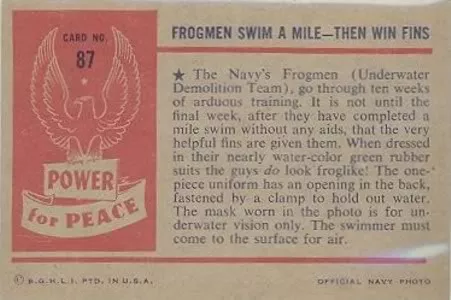 CARD NO.
87
POWER
for PEACE
FROGMEN SWIM A MILE—THEN WIN FINS
★ The Navy's Frogmen (Underwater
Demolition Team), go through ten weeks
of arduous training. It is not until the
final week, after they have completed a
mile swim without any aids, that the very
helpful fins are given them. When dressed
in their nearly water-color green rubber
suits the guys do look froglike! The one-
piece uniform has an opening in the back,
fastened by a clamp to hold out water.
The mask worn in the photo is for un-
derwater vision only. The swimmer must
come to the surface for air.
© B.G.H.L.I. PTD. IN U.S.A.
OFFICIAL NAVY PHOTO